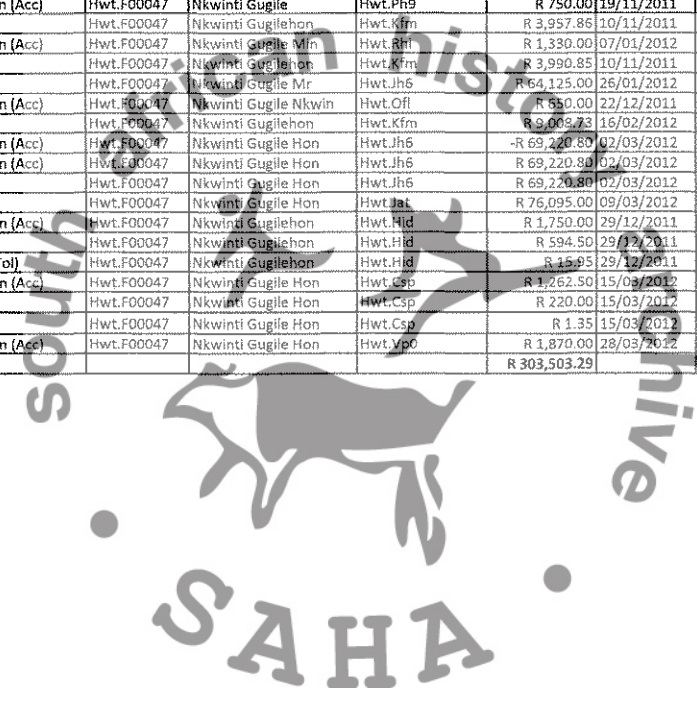 n (Acc) Hwt.F00047 Nkwinti Gugile Hwt.Ph9 R 750.00 19/11/2011
Hwt.F00047 Nkwinti Gugilehon Hwt.Kfm R 3,957.86 10/11/2011
n (Acc) Hwt.F00047 Nkwinti Gugile Min Hwt.Rhi R 1,330.00 07/01/2012
Hwt.F00047 Nkwinti Gugilehon Hwt.Kfm R 3,990.85 10/11/2011
Hwt.F00047 Nkwinti Gugile Mr Hwt.Jh6 R 64,125.00 26/01/2012
n (Acc) Hwt.F00047 Nkwinti Gugile Nkwin Hwt.Ofl R 650.00 22/12/2011
Hwt.F00047 Nkwinti Gugilehon Hwt.Kfm R 9,008.73 16/02/2012
n (Acc) Hwt.F00047 Nkwinti Gugile Hon Hwt.Jh6 -R 69,220.80 02/03/2012
n (Acc) Hwt.F00047 Nkwinti Gugile Hon Hwt.Jh6 R 69,220.80 02/03/2012
Hwt.F00047 Nkwinti Gugile Hon Hwt.Jh6 R 69,220.80 02/03/2012
Hwt.F00047 Nkwinti Gugile Hon Hwt.Jat R 76,095.00 09/03/2012
n (Acc) Hwt.F00047 Nkwinti Gugilehon Hwt.Hid R 1,750.00 29/12/2011
Hwt.F00047 Nkwinti Gugilehon Hwt.Hid R 594.50 29/12/2011
Tol) Hwt.F00047 Nkwinti Gugilehon Hwt.Hid R 15.95 29/12/2011
n (Acc) Hwt.F00047 Nkwinti Gugile Hon Hwt.Csp R 1,262.50 15/03/2012
Hwt.F00047 Nkwinti Gugile Hon Hwt.Csp R 220.00 15/03/2012
Hwt.F00047 Nkwinti Gugile Hon Hwt.Csp R 1.35 15/03/2012
n (Acc) Hwt.F00047 Nkwinti Gugile Hon Hwt.Vp0 R 1,870.00 28/03/2012
R 303,503.29
south african history archive
SAHA